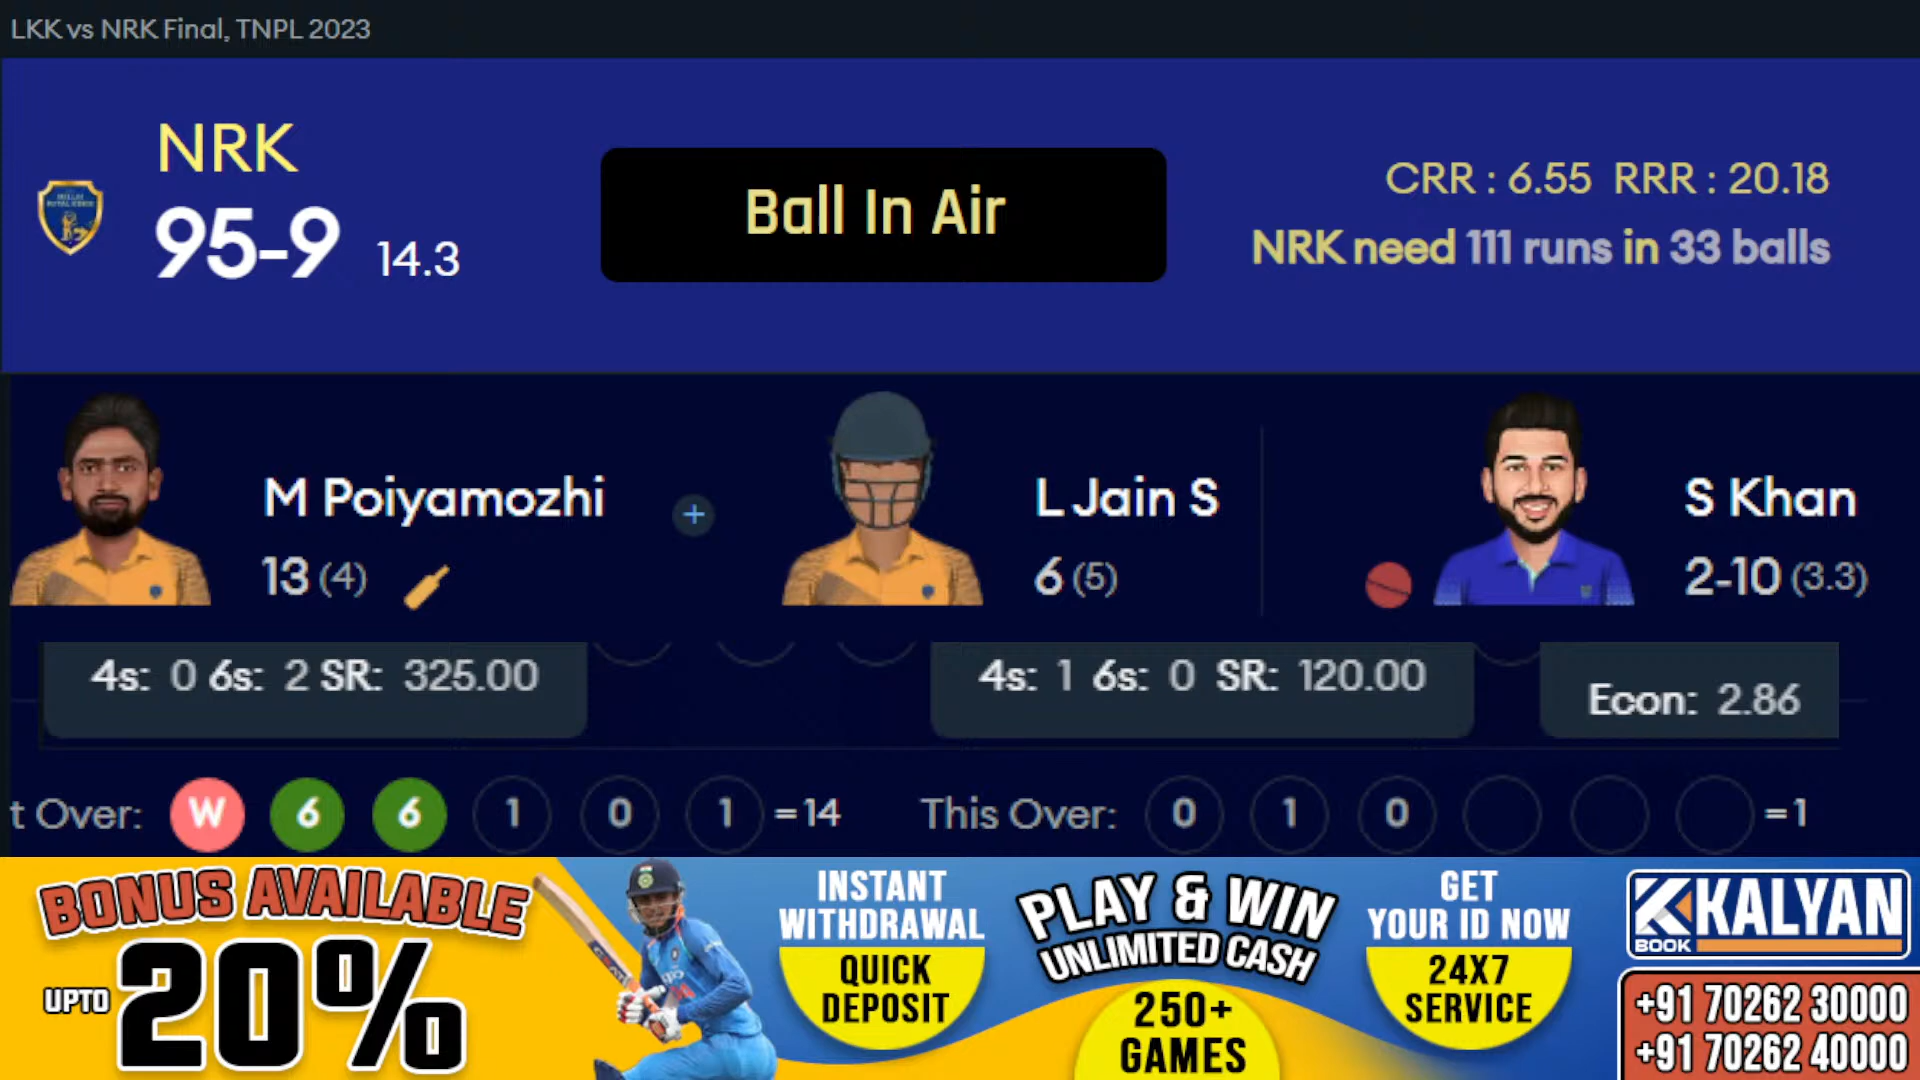 LKK vs NRK Final, TNPL 2023
NRK
95-9 14.3
Ball In Air
CRR : 6.55 RRR : 20.18
NRK need 111 runs in 33 balls
M Poiyamozhi
13 (4)
+
L Jain S
6 (5)
S Khan
2-10 (3.3)
4s: 0 6s: 2 SR: 325.00
4s: 1 6s: 0 SR: 120.00
Econ: 2.86
t Over: W 6 6 1 0 1 =14
This Over: 0 1 0 =1
BONUS AVAILABLE
UPTO 20%
INSTANT
WITHDRAWAL
QUICK
DEPOSIT
PLAY & WIN
UNLIMITED CASH
250+
GAMES
GET
YOUR ID NOW
24X7
SERVICE
KALYAN
BOOK
+91 70262 30000
+91 70262 40000